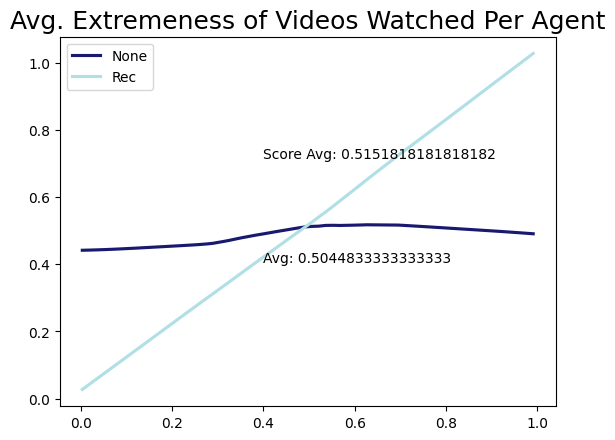 Avg. Extremeness of Videos Watched Per Agent
None
Rec
1.0
0.8
0.6
0.4
0.2
0.0
Score Avg: 0.5151818181818182
Avg: 0.5044833333333333
0.0 0.2 0.4 0.6 0.8 1.0